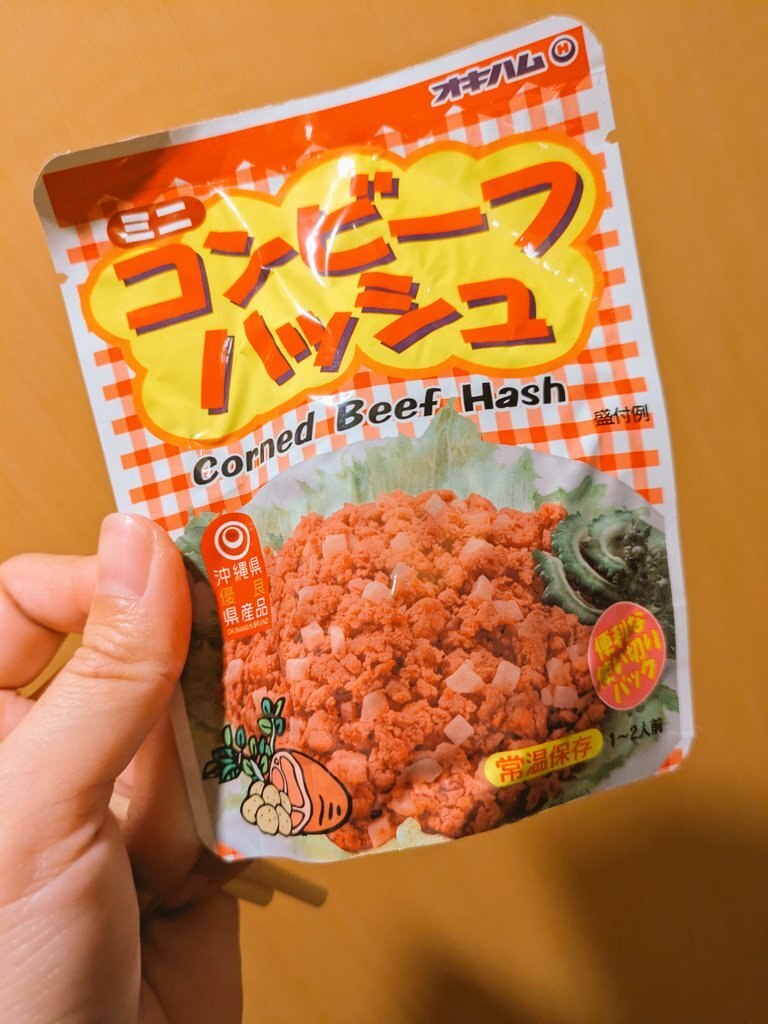 オキハム
ミニ
コンビーフ
ハッシュ
Corned Beef Hash
盛付例
沖縄県
優良
県産品
OKINAWAN BRAND
便利な
使い切り
パック
常温保存
1~2人前